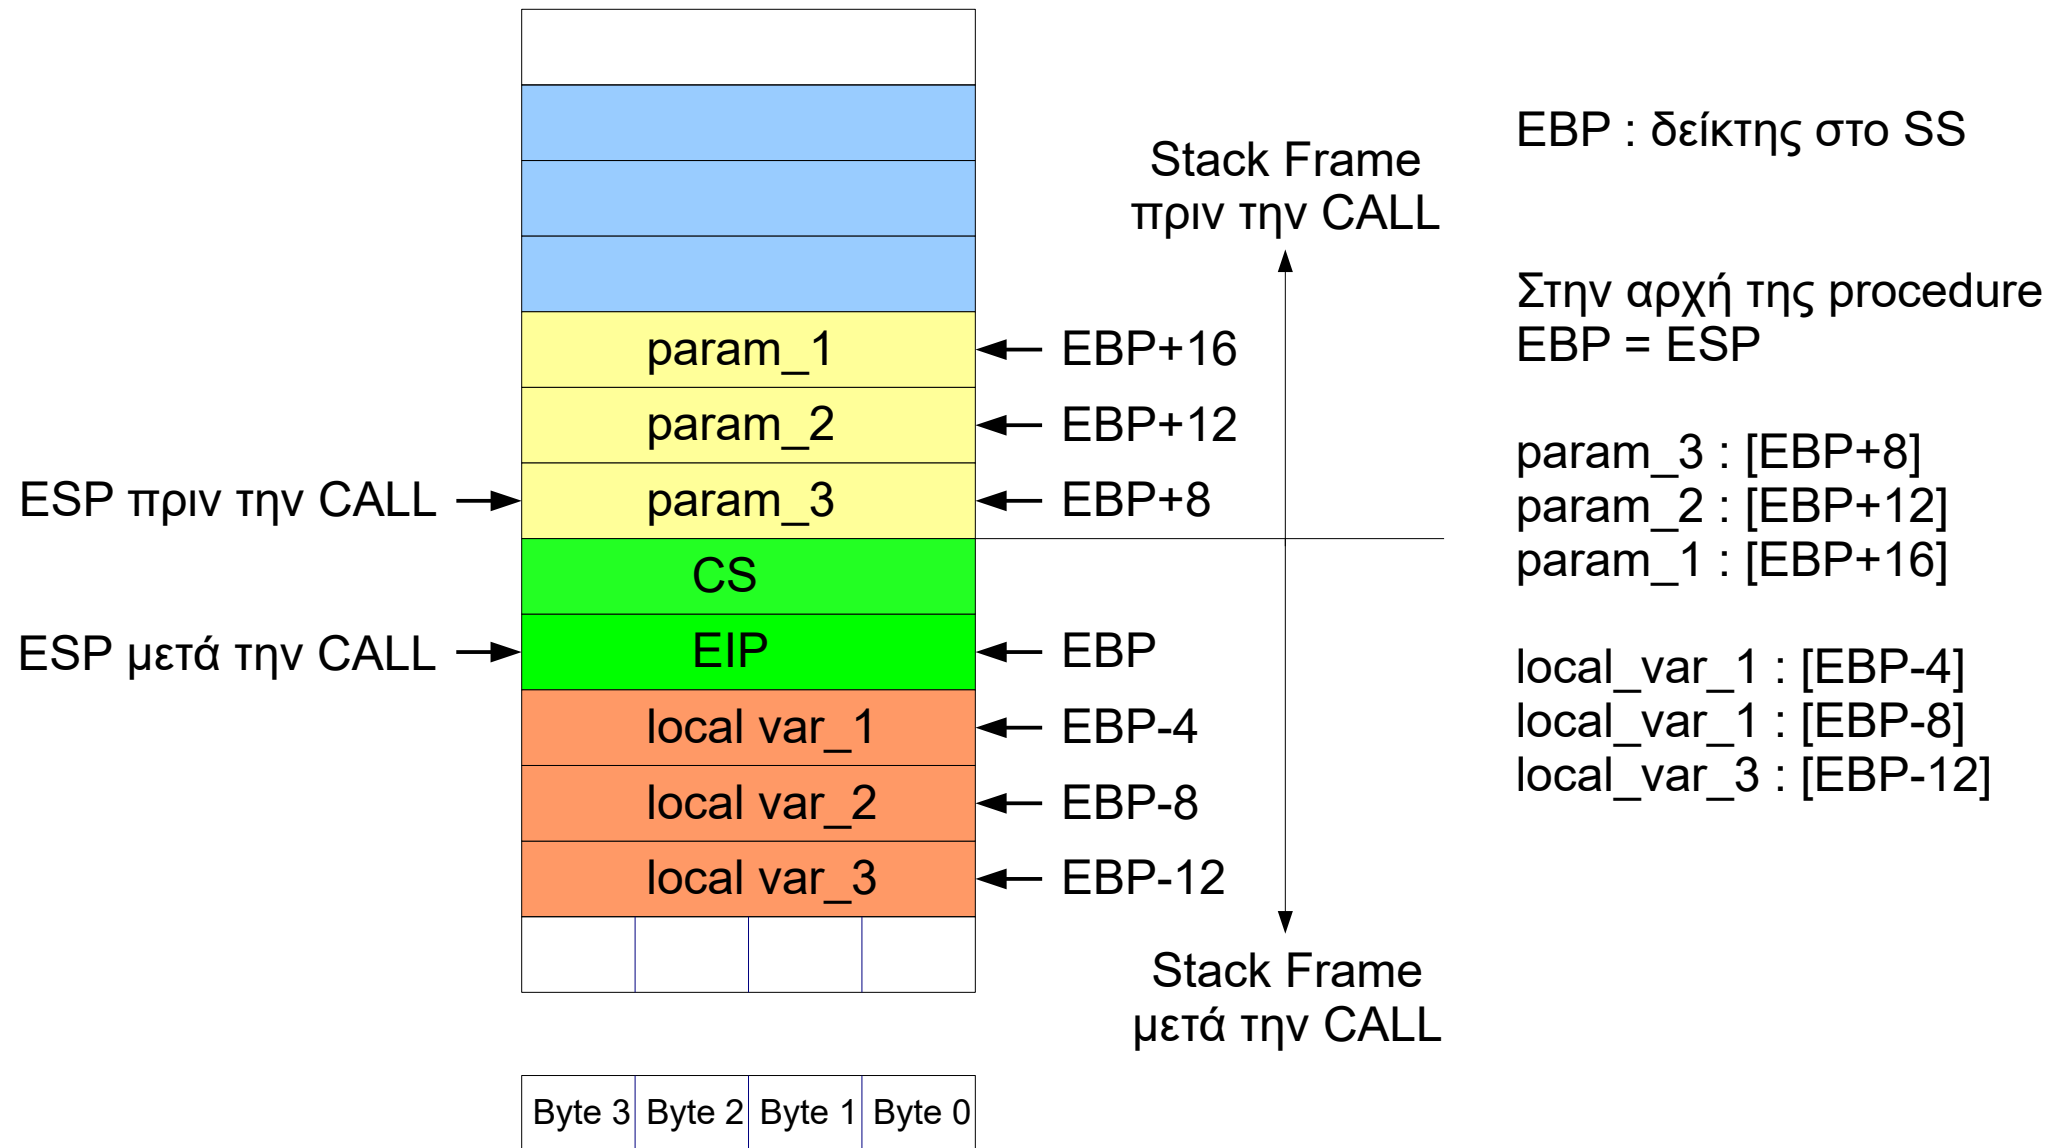 Stack Frame
πριν την CALL
param_1
EBP+16
param_2
EBP+12
ESP πριν την CALL
param_3
EBP+8
CS
ESP μετά την CALL
EIP
EBP
local var_1
EBP-4
local var_2
EBP-8
local var_3
EBP-12
Stack Frame
μετά την CALL
Byte 3 Byte 2 Byte 1 Byte 0
EBP : δείκτης στο SS
Στην αρχή της procedure
EBP = ESP
param_3 : [EBP+8]
param_2 : [EBP+12]
param_1 : [EBP+16]
local_var_1 : [EBP-4]
local_var_1 : [EBP-8]
local_var_3 : [EBP-12]